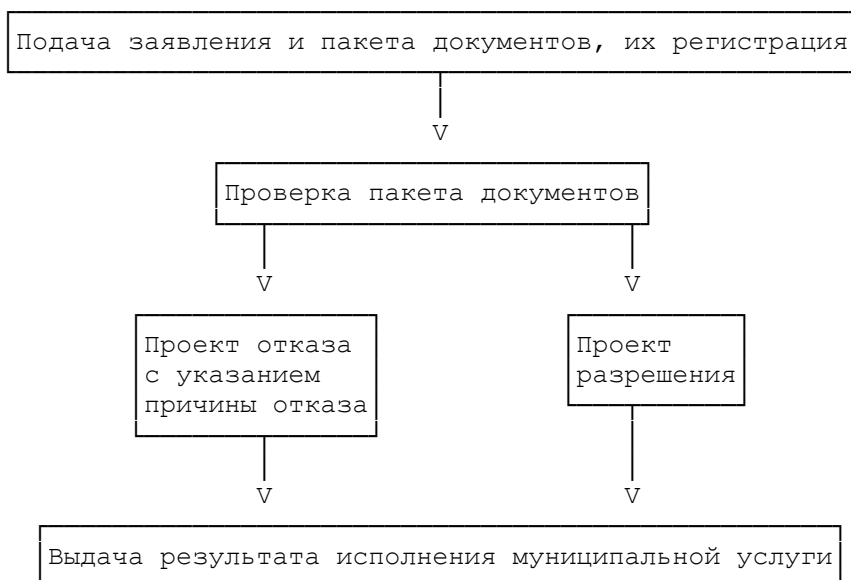 Подача заявления и пакета документов, их регистрация
V
Проверка пакета документов
V V
Проект отказа
с указанием
причины отказа
Проект
разрешения
V V
Выдача результата исполнения муниципальной услуги